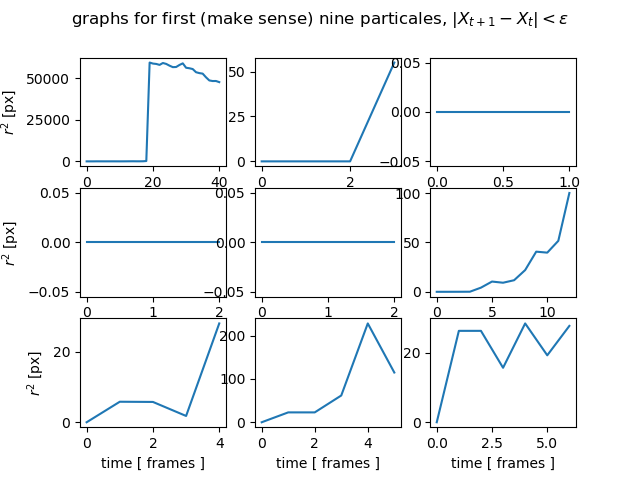 graphs for first (make sense) nine particales, |X_{t+1} − X_t| < ε
r² [px]
50000
25000
0
0 20 40
50
25
0
0 2
0.05
0.00
−0.05
0.0 0.5 1.0
r² [px]
0.05
0.00
−0.05
0 1 2
0.05
0.00
−0.05
0 1 2
100
50
0
0 5 10
r² [px]
20
0
0 2 4
time [ frames ]
200
100
0
0 2 4
time [ frames ]
20
0
0.0 2.5 5.0
time [ frames ]